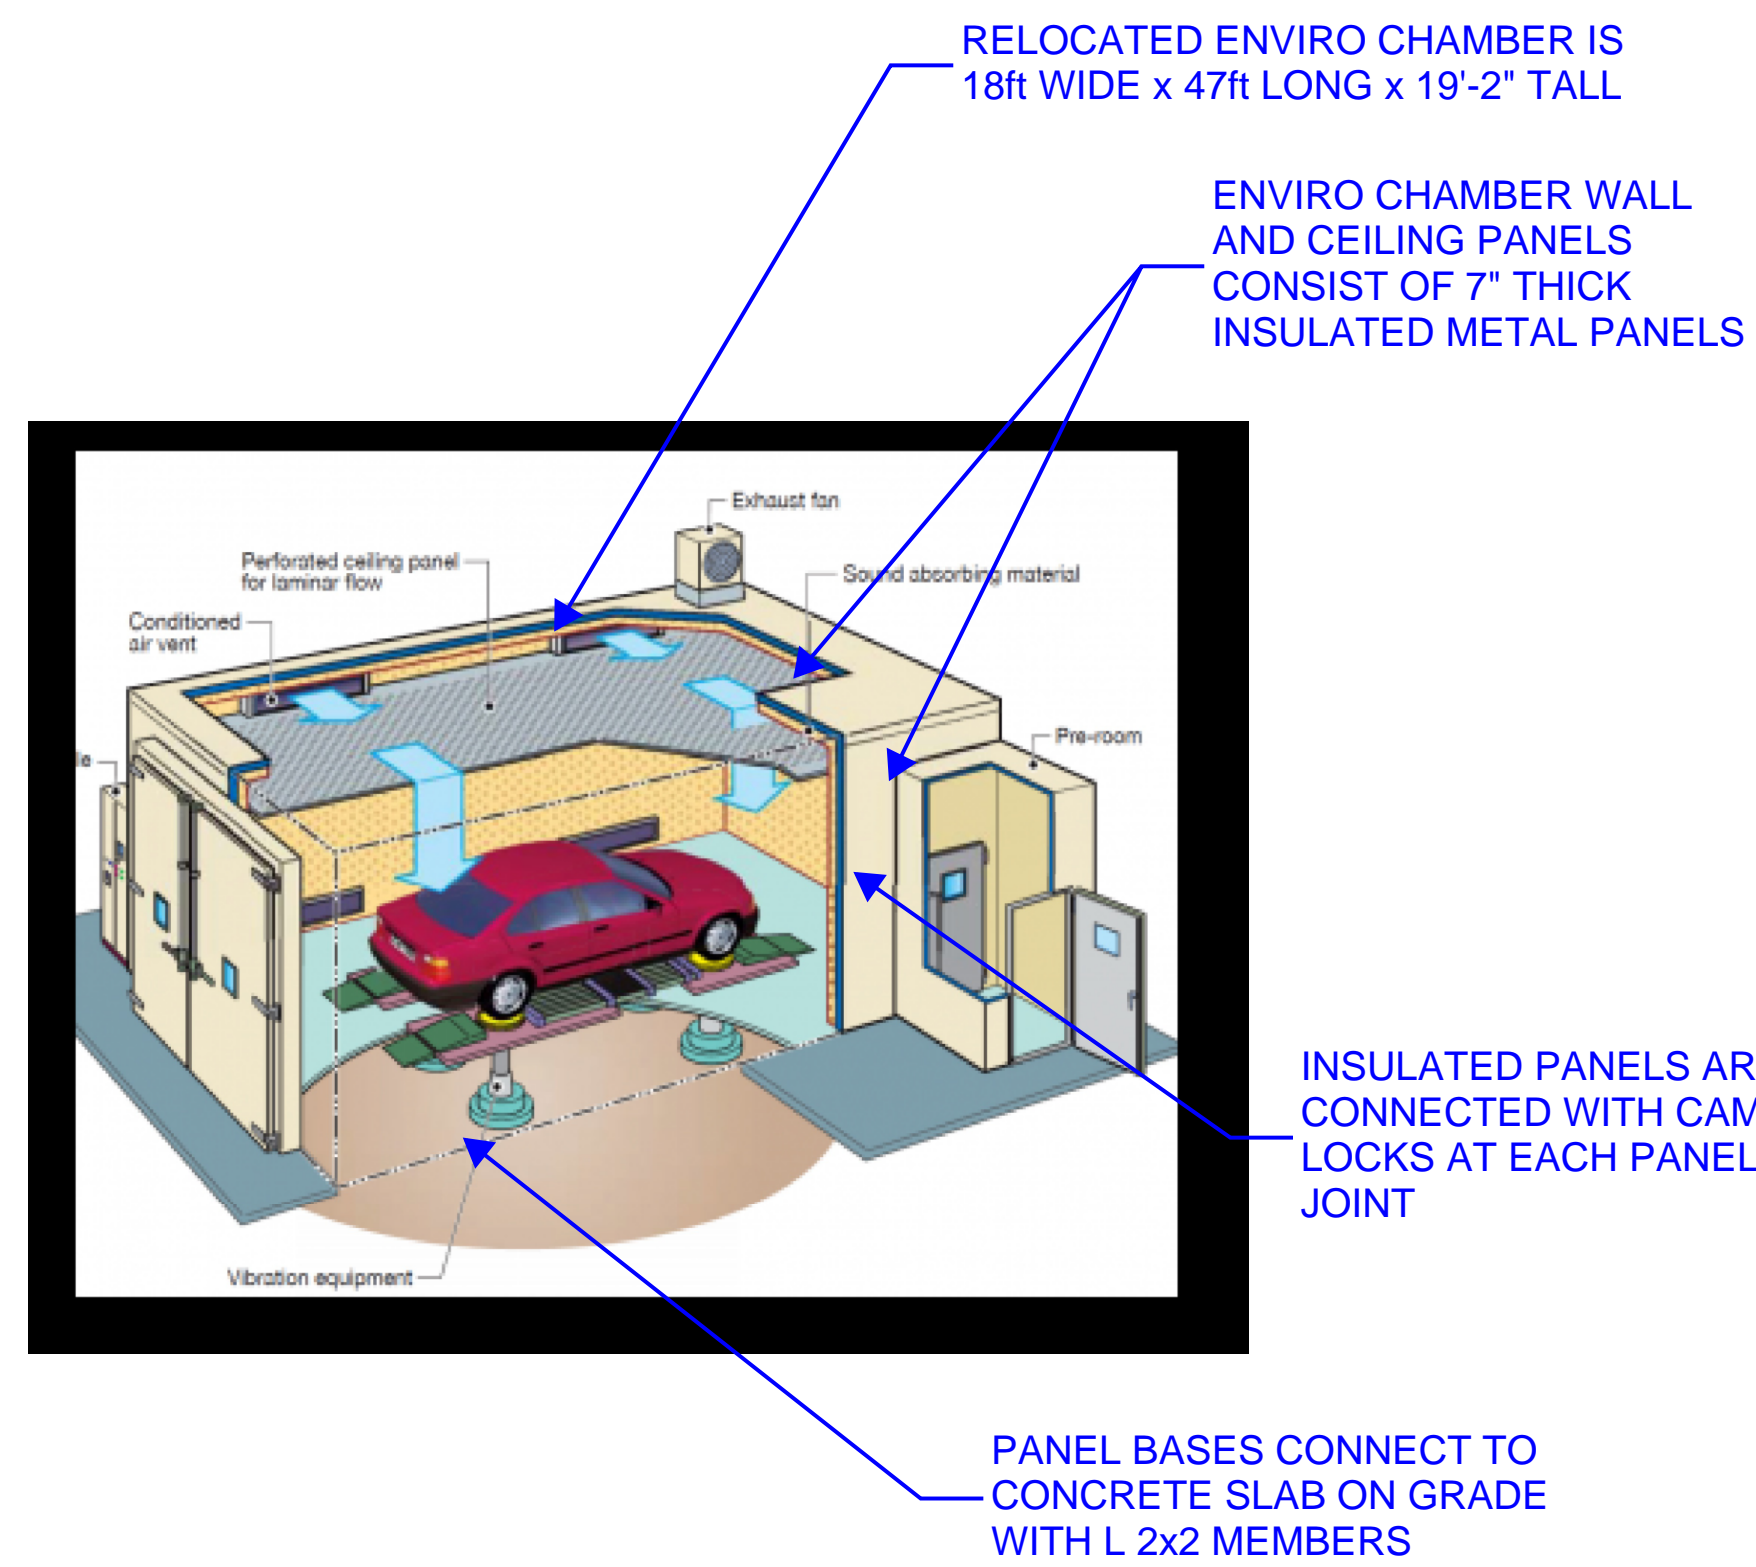 RELOCATED ENVIRO CHAMBER IS
18ft WIDE x 47ft LONG x 19'-2" TALL
ENVIRO CHAMBER WALL
AND CEILING PANELS
CONSIST OF 7" THICK
INSULATED METAL PANELS
Exhaust fan
Perforated ceiling panel
for laminar flow
Sound absorbing material
Conditioned
air vent
Pre-room
le
INSULATED PANELS AR
CONNECTED WITH CAM
LOCKS AT EACH PANEL
JOINT
Vibration equipment
PANEL BASES CONNECT TO
CONCRETE SLAB ON GRADE
WITH L 2x2 MEMBERS